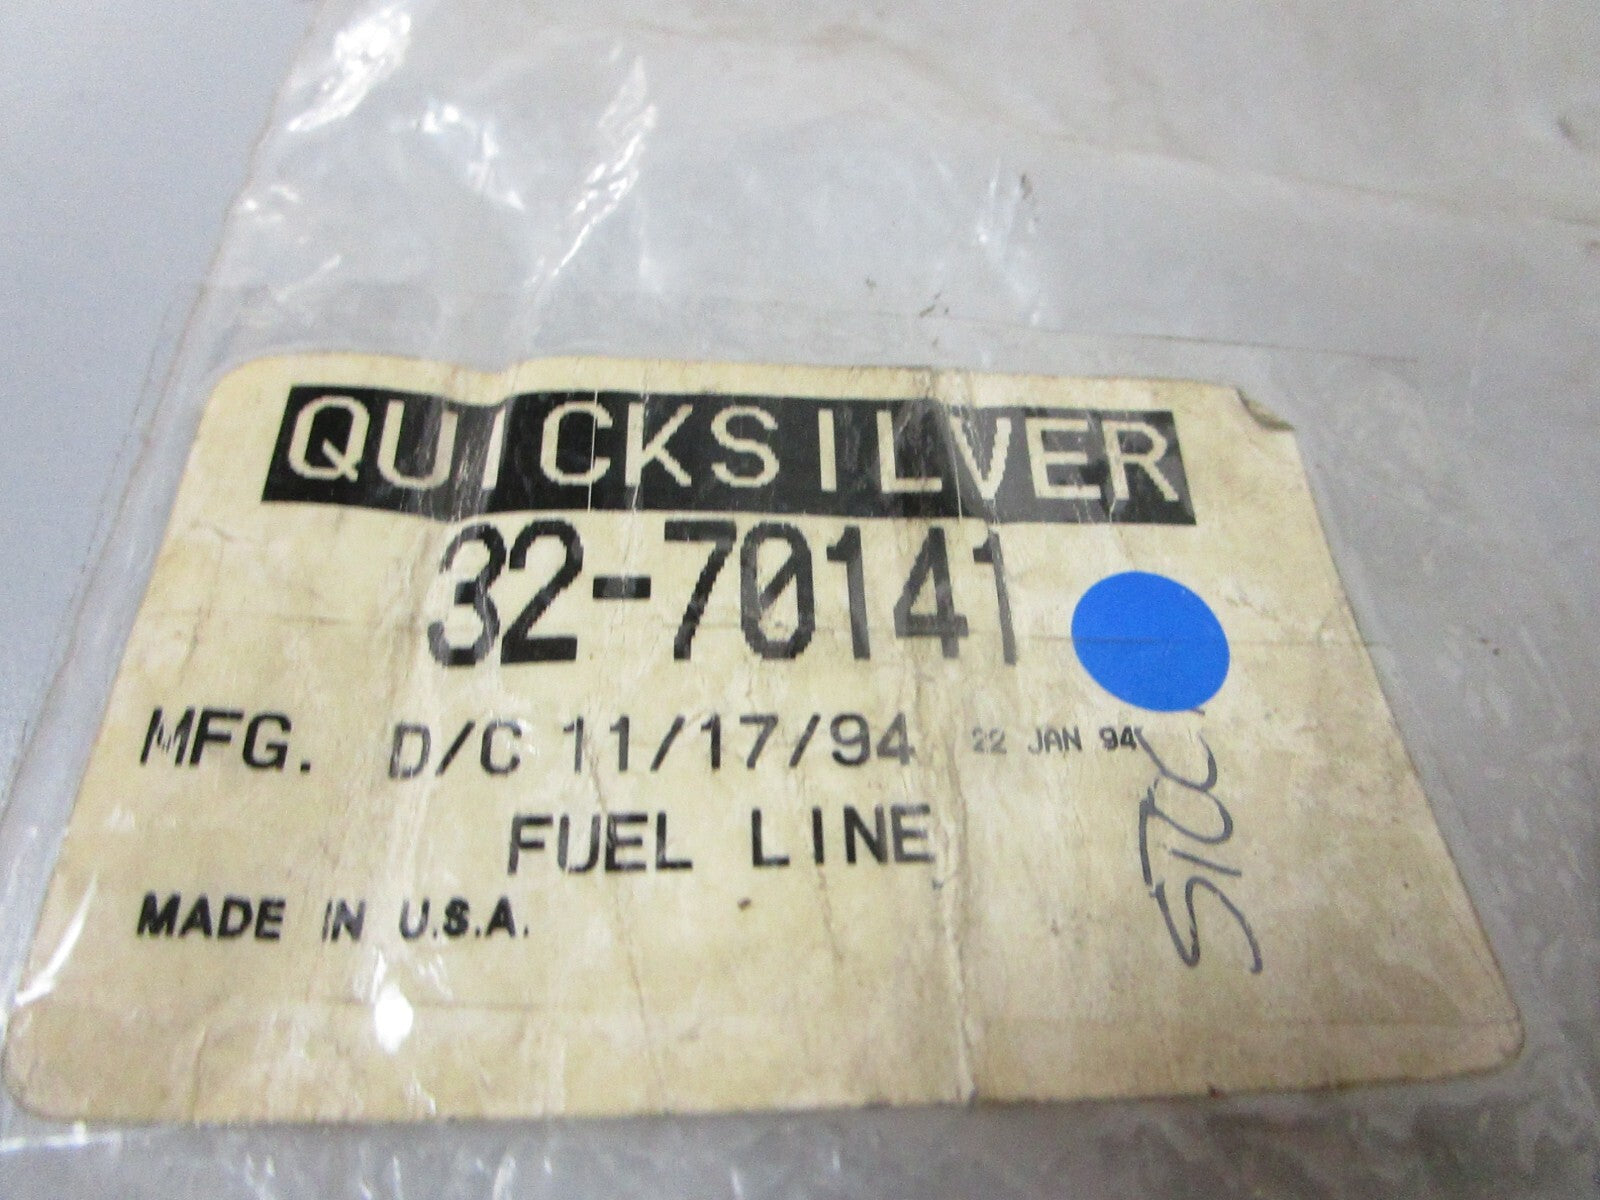 QUICKSILVER
32-70141
MFG. D/C 11/17/94 22 JAN 94
FUEL LINE
MADE IN U.S.A.